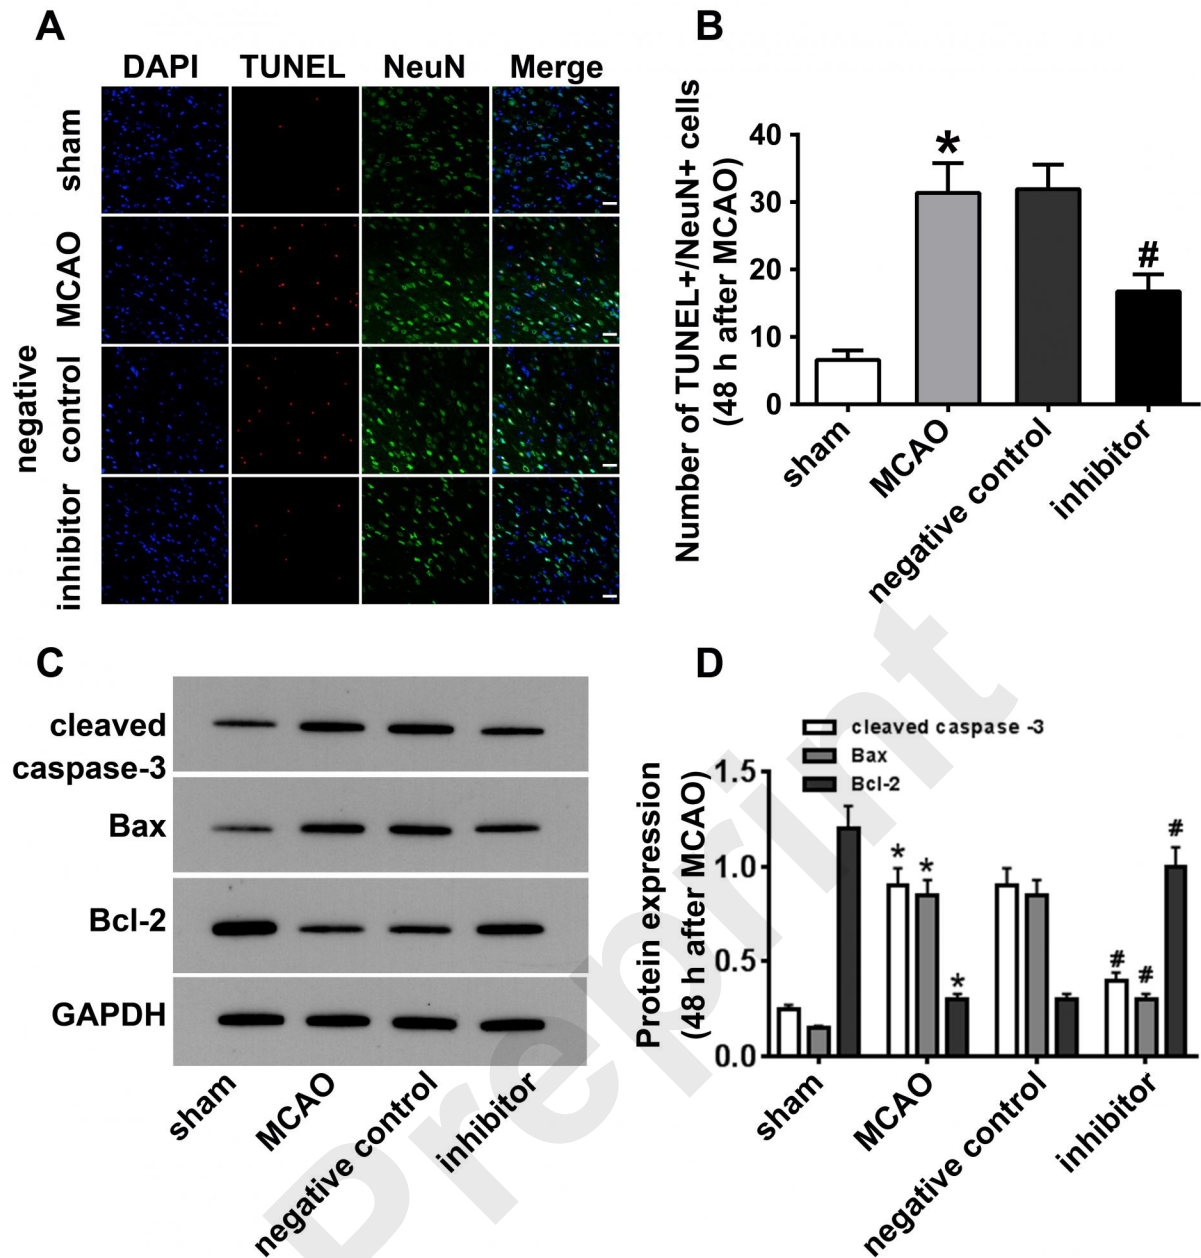 A
DAPI TUNEL NeuN Merge
sham
MCAO
negative
control
inhibitor
B
Number of TUNEL+/NeuN+ cells
(48 h after MCAO)
40
30
20
10
0
*
#
sham
MCAO
negative control
inhibitor
C
cleaved
caspase-3
Bax
Bcl-2
GAPDH
sham
MCAO
negative control
inhibitor
D
cleaved caspase -3
Bax
Bcl-2
Protein expression
(48 h after MCAO)
1.5
1.0
0.5
0.0
* * *
# # #
sham
MCAO
negative control
inhibitor
Preprint